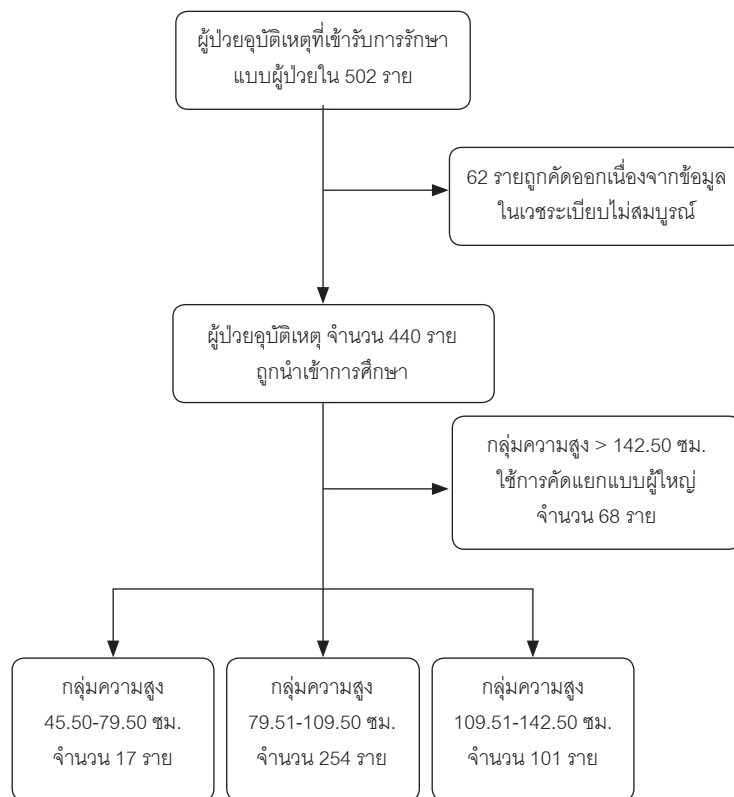 ผู้ป่วยอุบัติเหตุที่เข้ารับการรักษา
แบบผู้ป่วยใน 502 ราย
62 รายถูกคัดออกเนื่องจากข้อมูล
ในเวชระเบียบไม่สมบูรณ์
ผู้ป่วยอุบัติเหตุ จำนวน 440 ราย
ถูกนำเข้าการศึกษา
กลุ่มความสูง > 142.50 ซม.
ใช้การคัดแยกแบบผู้ใหญ่
จำนวน 68 ราย
กลุ่มความสูง
45.50-79.50 ซม.
จำนวน 17 ราย
กลุ่มความสูง
79.51-109.50 ซม.
จำนวน 254 ราย
กลุ่มความสูง
109.51-142.50 ซม.
จำนวน 101 ราย